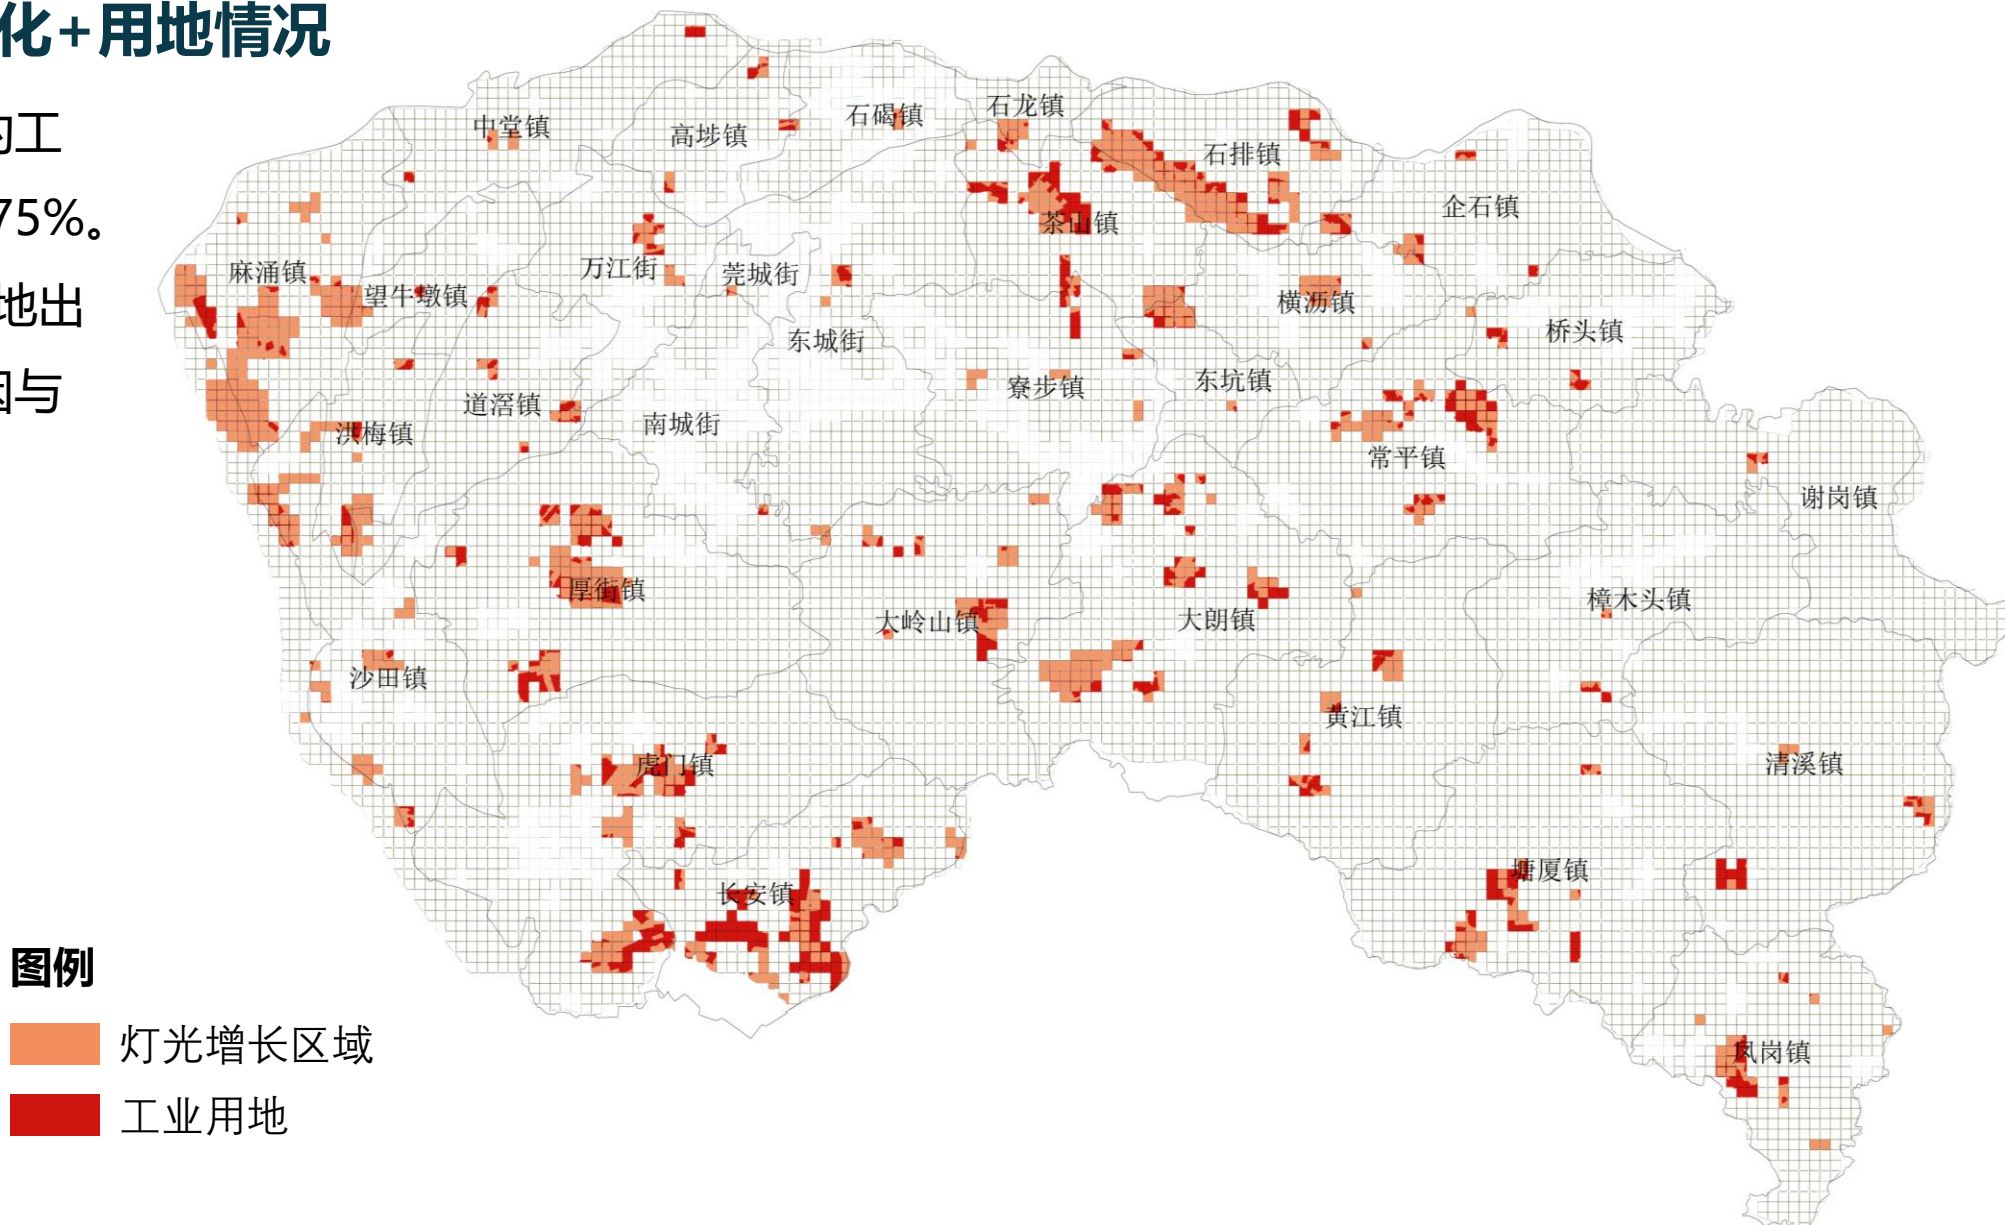 化+用地情况
的工
75%。
地出
因与
石龙镇
石碣镇
中堂镇
高埗镇
石排镇
企石镇
茶山镇
万江街
麻涌镇
莞城街
望牛墩镇
横沥镇
桥头镇
东城街
东坑镇
寮步镇
道滘镇
南城街
洪梅镇
常平镇
谢岗镇
厚街镇
樟木头镇
大岭山镇
大朗镇
沙田镇
黄江镇
虎门镇
清溪镇
塘厦镇
长安镇
凤岗镇
图例
灯光增长区域
工业用地